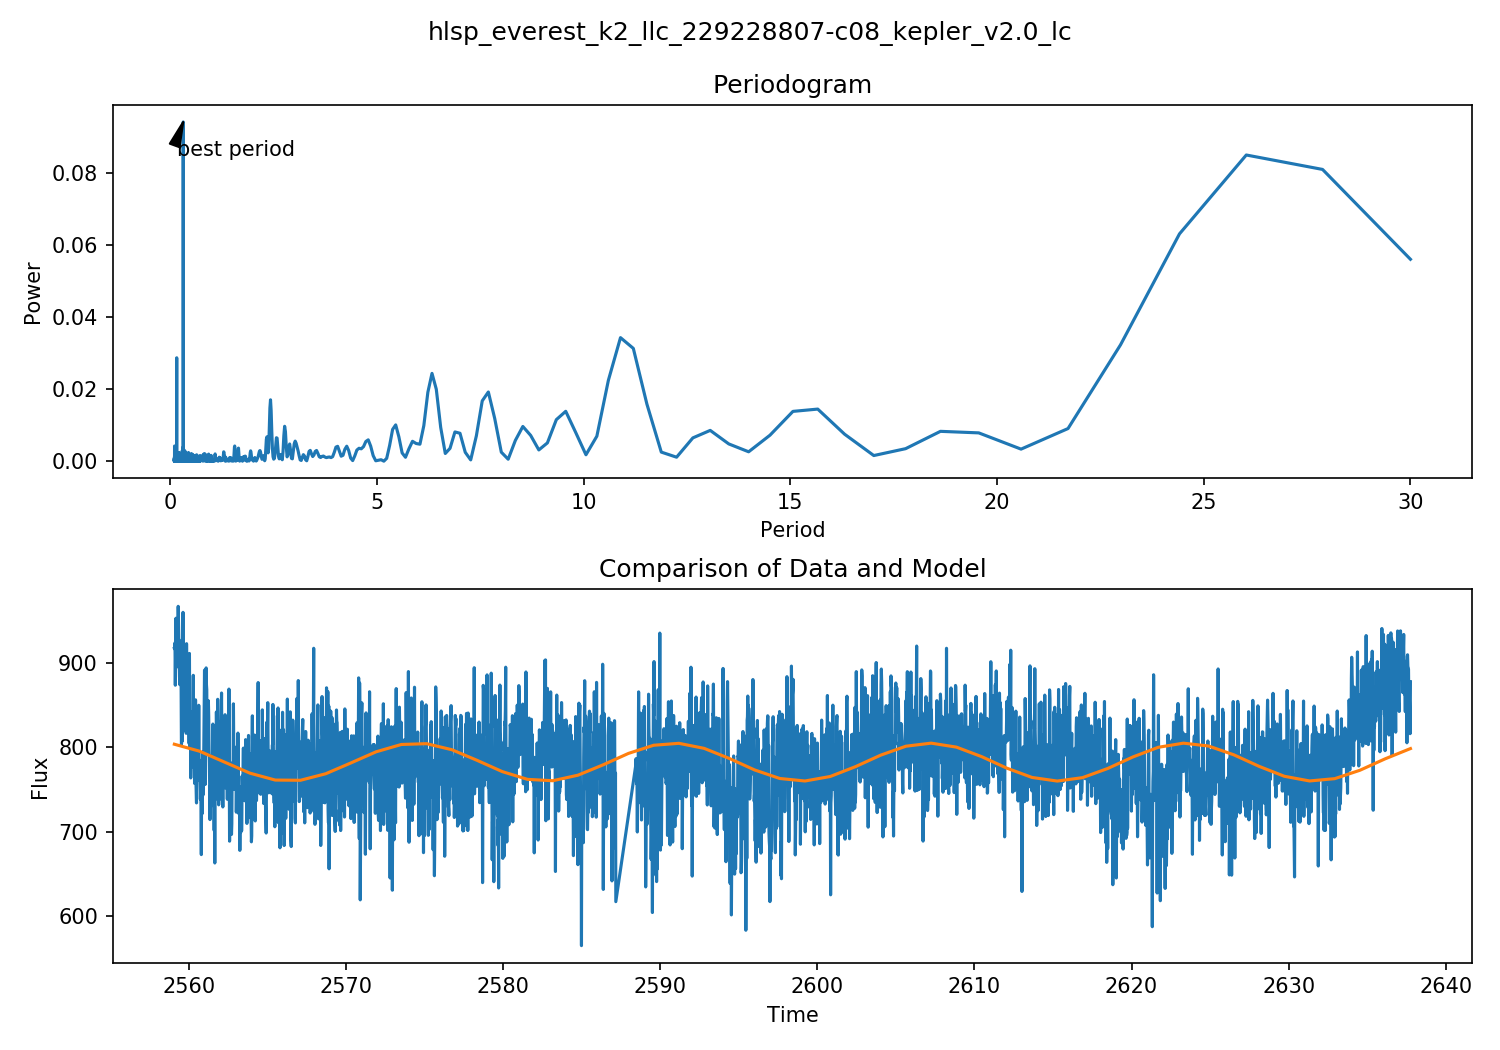 hlsp_everest_k2_llc_229228807-c08_kepler_v2.0_lc
Periodogram
best period
0.08
0.06
0.04
0.02
0.00
Power
0 5 10 15 20 25 30
Period
Comparison of Data and Model
900
800
700
600
Flux
2560 2570 2580 2590 2600 2610 2620 2630 2640
Time